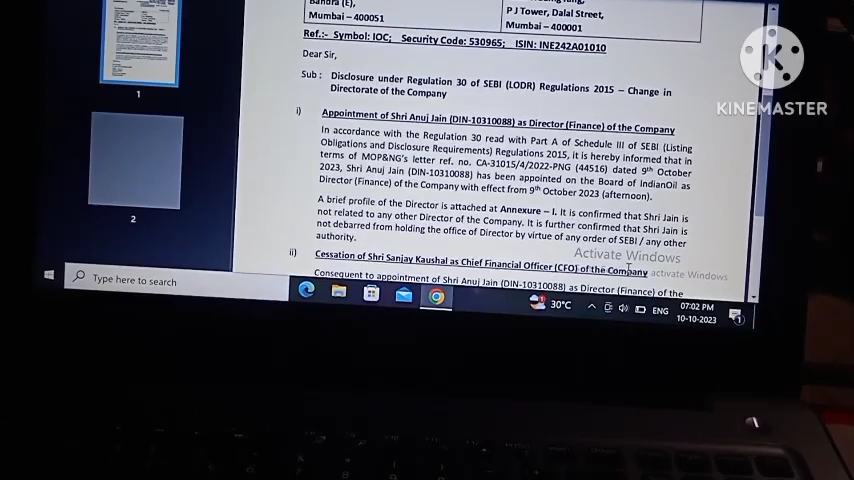 Bandra (E),
Mumbai – 400051
P J Tower, Dalal Street,
Mumbai – 400001
Ref.:- Symbol: IOC; Security Code: 530965; ISIN: INE242A01010
Dear Sir,
Sub : Disclosure under Regulation 30 of SEBI (LODR) Regulations 2015 – Change in
Directorate of the Company
i) Appointment of Shri Anuj Jain (DIN-10310088) as Director (Finance) of the Company
In accordance with the Regulation 30 read with Part A of Schedule III of SEBI (Listing
Obligations and Disclosure Requirements) Regulations 2015, it is hereby informed that in
terms of MOP&NG's letter ref. no. CA-31015/4/2022-PNG (44516) dated 9th October
2023, Shri Anuj Jain (DIN-10310088) has been appointed on the Board of IndianOil as
Director (Finance) of the Company with effect from 9th October 2023 (afternoon).
A brief profile of the Director is attached at Annexure – I. It is confirmed that Shri Jain is
not related to any other Director of the Company. It is further confirmed that Shri Jain is
not debarred from holding the office of Director by virtue of any order of SEBI / any other
authority.
ii) Cessation of Shri Sanjay Kaushal as Chief Financial Officer (CFO) of the Company
Consequent to appointment of Shri Anuj Jain (DIN-10310088) as Director (Finance) of the
1
2
KINEMASTER
Activate Windows
activate Windows
Type here to search
30°C
ENG
07:02 PM
10-10-2023
1